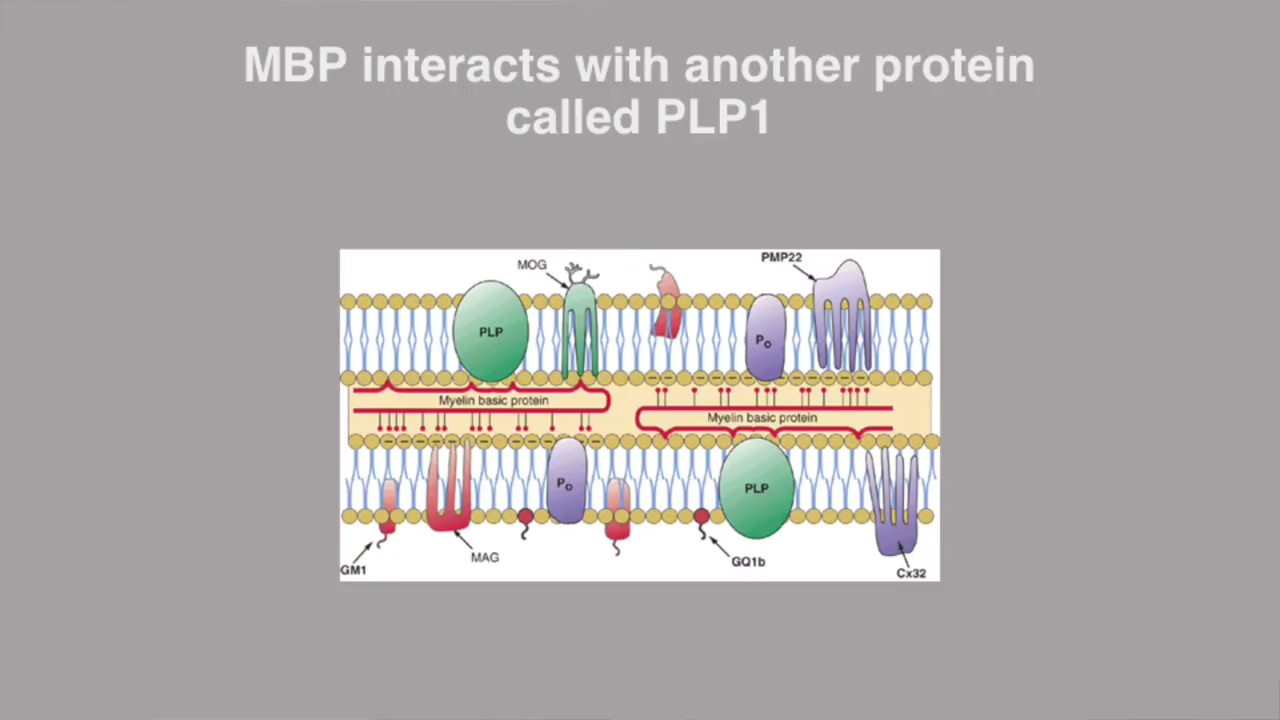 MBP interacts with another protein
called PLP1
MOG
PMP22
PLP
Po
Myelin basic protein
Myelin basic protein
Po
PLP
GM1
MAG
GQ1b
Cx32